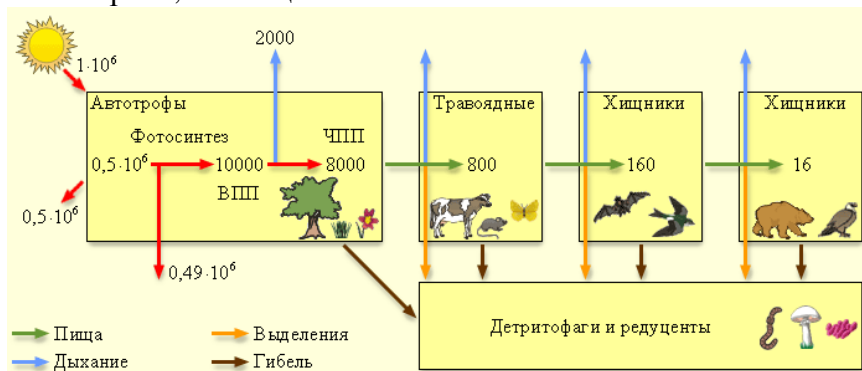 2000
1·10⁶
Автотрофы
Травоядные
Хищники
Хищники
Фотосинтез
ЧПП
0,5·10⁶
10000
8000
800
160
16
ВПП
0,5·10⁶
0,49·10⁶
Детритофаги и редуценты
Пища
Выделения
Дыхание
Гибель